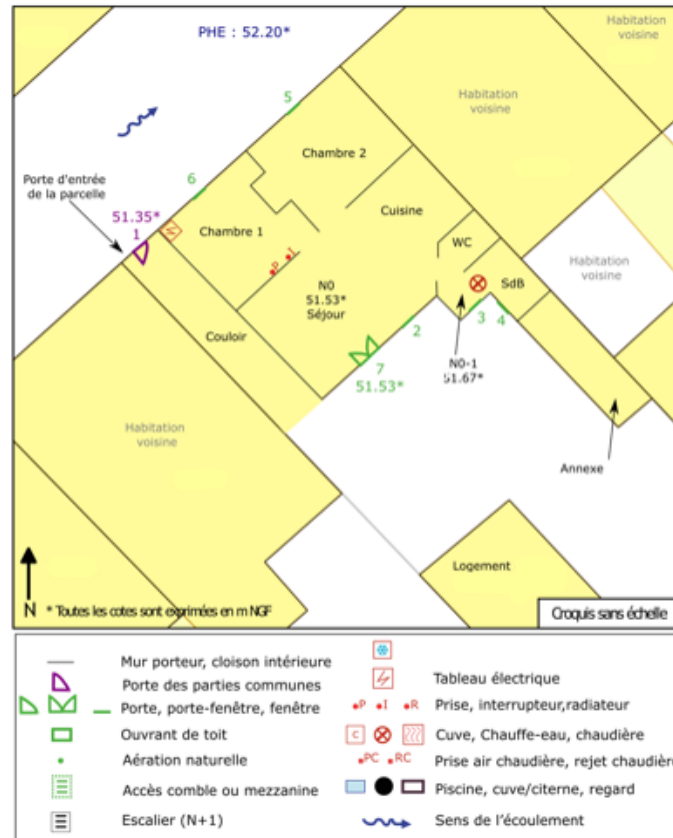 Habitation
voisine
PHE : 52.20*
Habitation
voisine
5
Chambre 2
Porte d'entrée
de la parcelle
6
Cuisine
51.35*
1
Chambre 1
WC
P
I
Habitation
voisine
N0
51.53*
Séjour
SdB
Couloir
2
3
4
7
51.53*
N0-1
51.67*
Habitation
voisine
Annexe
Logement
N
* Toutes les cotes sont exprimées en m NGF
Croquis sans échelle
Mur porteur, cloison intérieure
Porte des parties communes
Tableau électrique
Porte, porte-fenêtre, fenêtre
P I R Prise, interrupteur,radiateur
Ouvrant de toit
C Cuve, Chauffe-eau, chaudière
Aération naturelle
PC RC Prise air chaudière, rejet chaudière
Accès comble ou mezzanine
Piscine, cuve/citerne, regard
Escalier (N+1)
Sens de l'écoulement